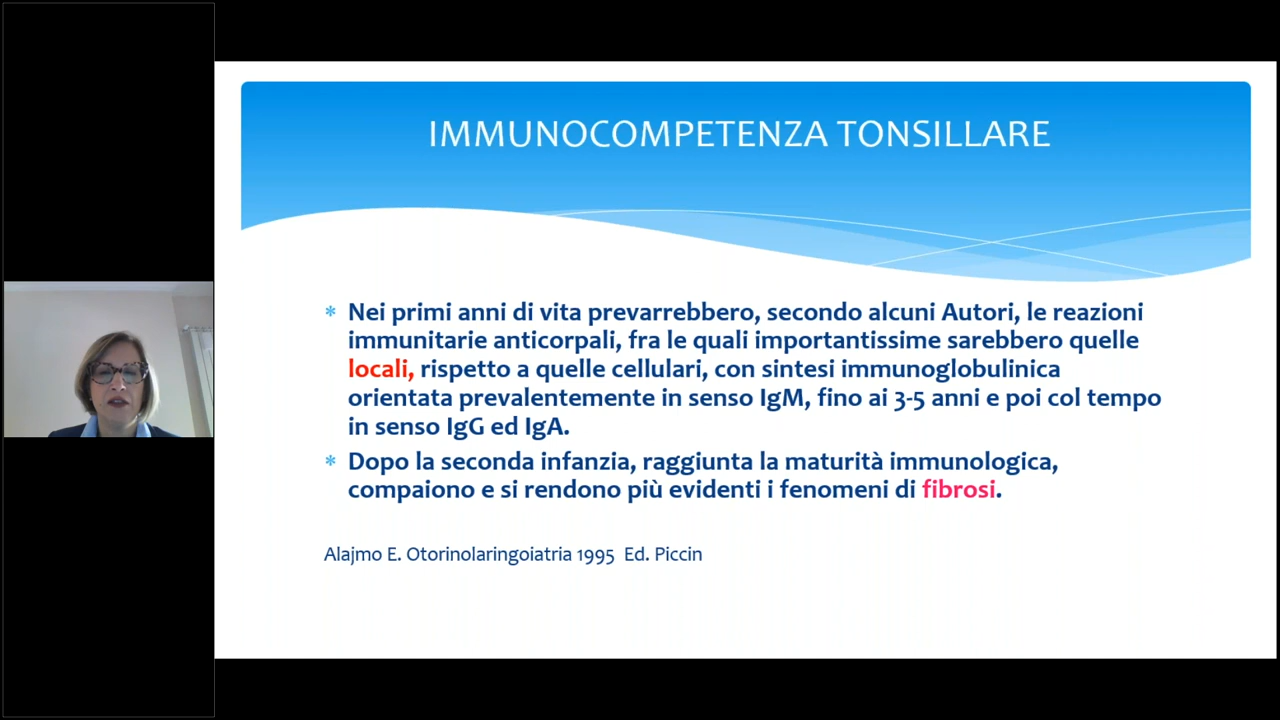 IMMUNOCOMPETENZA TONSILLARE
* Nei primi anni di vita prevarrebbero, secondo alcuni Autori, le reazioni
immunitarie anticorpali, fra le quali importantissime sarebbero quelle
locali, rispetto a quelle cellulari, con sintesi immunoglobulinica
orientata prevalentemente in senso IgM, fino ai 3-5 anni e poi col tempo
in senso IgG ed IgA.
* Dopo la seconda infanzia, raggiunta la maturità immunologica,
compaiono e si rendono più evidenti i fenomeni di fibrosi.
Alajmo E. Otorinolaringoiatria 1995 Ed. Piccin